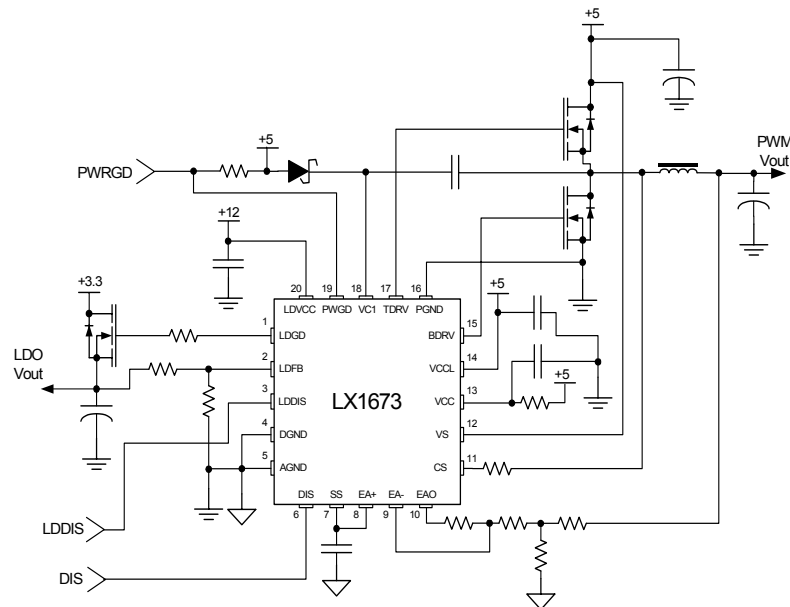 +5
+5
PWRGD
PWM
Vout
+12
+3.3
+5
20 19 18 17 16
LDVCC PWGD VC1 TDRV PGND
1 LDGD
BDRV 15
LDO
Vout
2 LDFB
VCCL 14
+5
3 LDDIS
LX1673
VCC 13
4 DGND
VS 12
5 AGND
CS 11
DIS SS EA+ EA- EAO
6 7 8 9 10
LDDIS
DIS